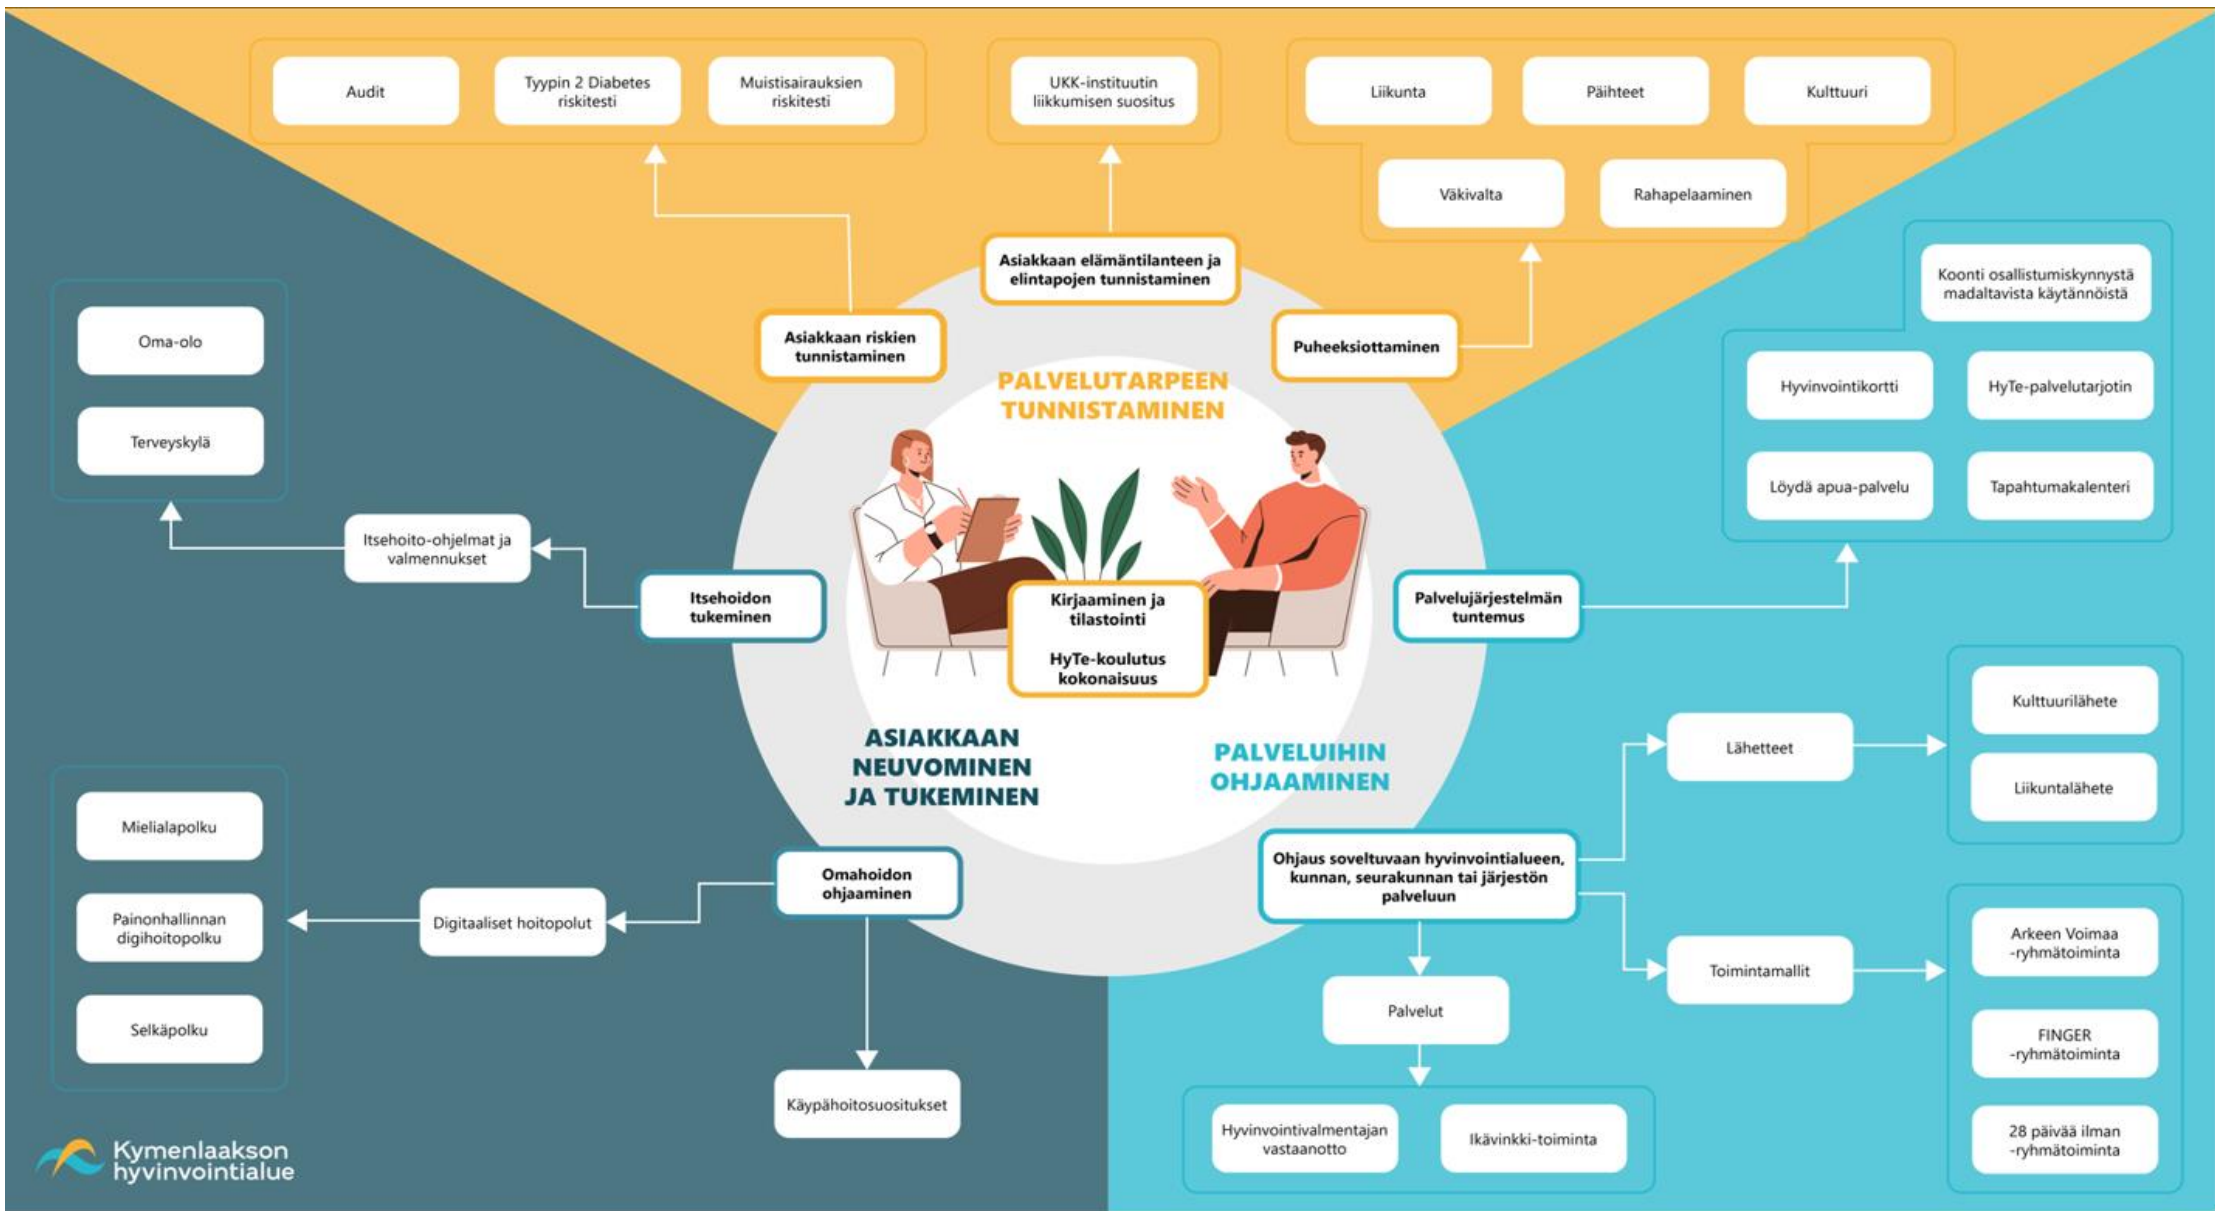 Audit
Tyypin 2 Diabetes
riskitesti
Muistisairauksien
riskitesti
UKK-instituutin
liikkumisen suositus
Liikunta
Päihteet
Kulttuuri
Väkivalta
Rahapelaaminen
Asiakkaan riskien
tunnistaminen
Asiakkaan elämäntilanteen ja
elintapojen tunnistaminen
Puheeksiottaminen
PALVELUTARPEEN
TUNNISTAMINEN
Koonti osallistumiskynnystä
madaltavista käytännöistä
Hyvinvointikortti
HyTe-palvelutarjotin
Löydä apua-palvelu
Tapahtumakalenteri
Palvelujärjestelmän
tuntemus
Kirjaaminen ja
tilastointi
HyTe-koulutus
kokonaisuus
Oma-olo
Terveyskylä
Itsehoito-ohjelmat ja
valmennukset
Itsehoidon
tukeminen
ASIAKKAAN
NEUVOMINEN
JA TUKEMINEN
PALVELUIHIN
OHJAAMINEN
Lähetteet
Kulttuurilähete
Liikuntalähete
Ohjaus soveltuvaan hyvinvointialueen,
kunnan, seurakunnan tai järjestön
palveluun
Toimintamallit
Arkeen Voimaa
-ryhmätoiminta
FINGER
-ryhmätoiminta
28 päivää ilman
-ryhmätoiminta
Palvelut
Hyvinvointivalmentajan
vastaanotto
Ikävinkki-toiminta
Omahoidon
ohjaaminen
Digitaaliset hoitopolut
Mielialapolku
Painonhallinnan
digihoitopolku
Selkäpolku
Käypähoitosuositukset
Kymenlaakson
hyvinvointialue